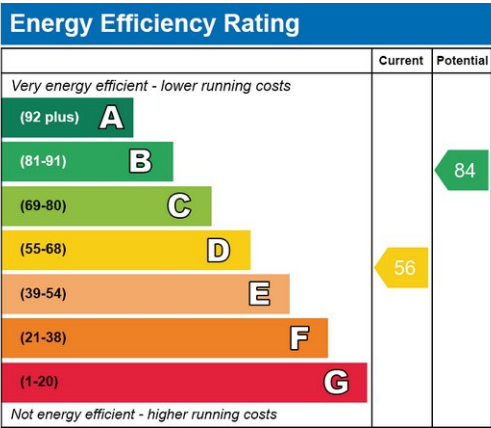 Energy Efficiency Rating
Current Potential
Very energy efficient - lower running costs
(92 plus) A
(81-91) B
84
(69-80) C
(55-68) D
56
(39-54) E
(21-38) F
(1-20) G
Not energy efficient - higher running costs